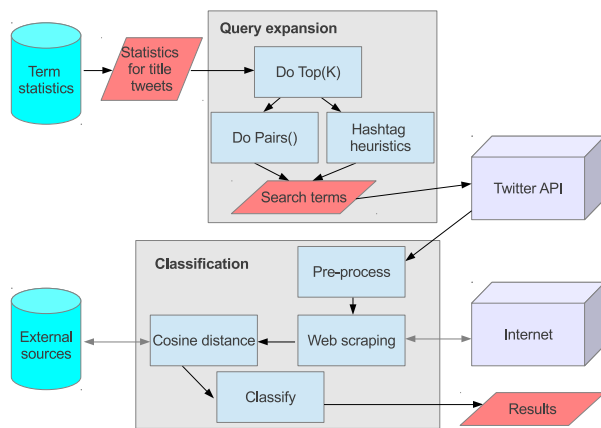 Query expansion
Term
statistics
Statistics
for title
tweets
Do Top(K)
Do Pairs()
Hashtag
heuristics
Search terms
Twitter API
Classification
Pre-process
External
sources
Cosine distance
Web scraping
Internet
Classify
Results